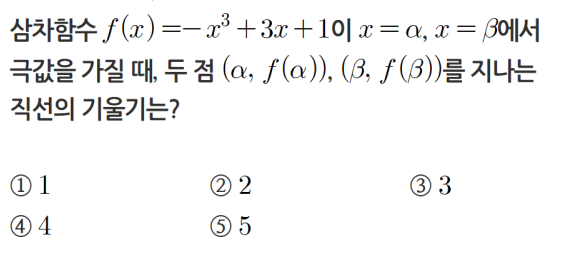 삼차함수 f(x)=−x³+3x+1이 x=α, x=β에서
극값을 가질 때, 두 점 (α, f(α)), (β, f(β))를 지나는
직선의 기울기는?
① 1 ② 2 ③ 3
④ 4 ⑤ 5